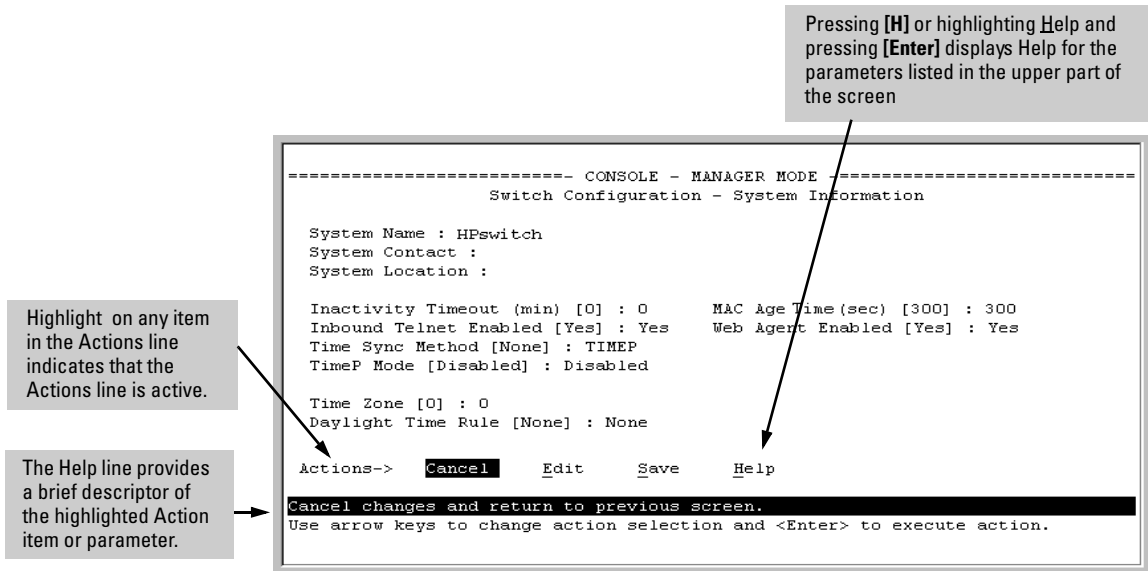 Pressing [H] or highlighting Help and
pressing [Enter] displays Help for the
parameters listed in the upper part of
the screen
==========================- CONSOLE - MANAGER MODE -============================
Switch Configuration - System Information
System Name : HPswitch
System Contact :
System Location :
Inactivity Timeout (min) [0] : 0 MAC Age Time (sec) [300] : 300
Inbound Telnet Enabled [Yes] : Yes Web Agent Enabled [Yes] : Yes
Time Sync Method [None] : TIMEP
TimeP Mode [Disabled] : Disabled
Time Zone [0] : 0
Daylight Time Rule [None] : None
Actions-> Cancel Edit Save Help
Cancel changes and return to previous screen.
Use arrow keys to change action selection and <Enter> to execute action.
Highlight on any item
in the Actions line
indicates that the
Actions line is active.
The Help line provides
a brief descriptor of
the highlighted Action
item or parameter.